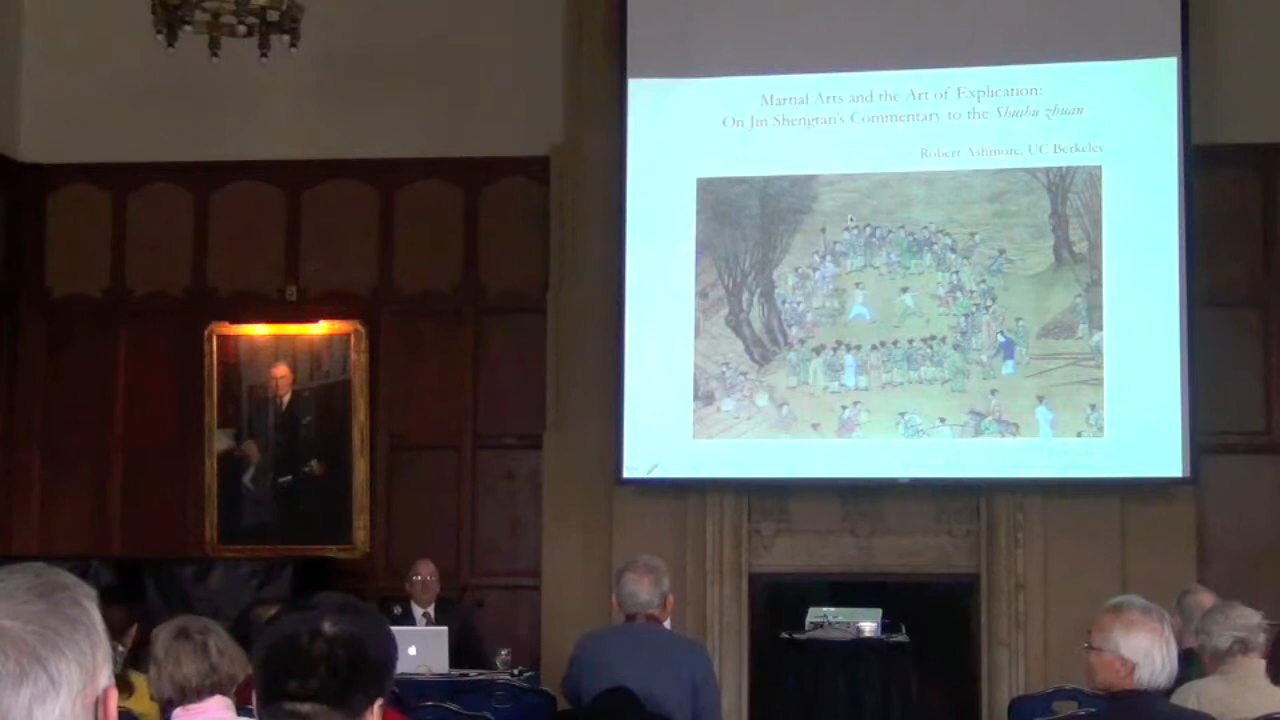 Martial Arts and the Art of Explication:
On Jin Shengtan's Commentary to the Shuihu zhuan
Robert Ashmore, UC Berkeley